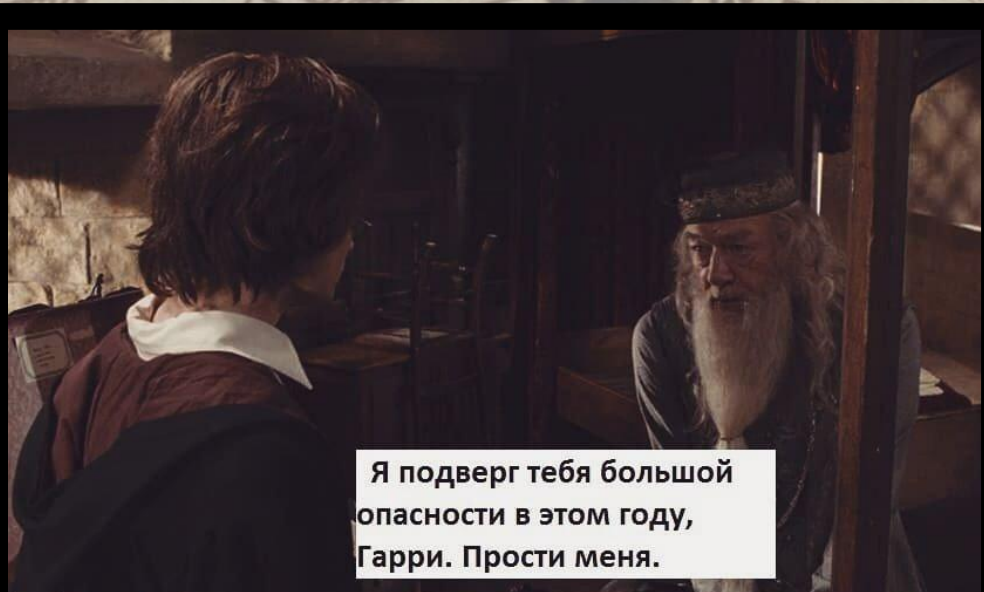 Я подверг тебя большой
опасности в этом году,
Гарри. Прости меня.